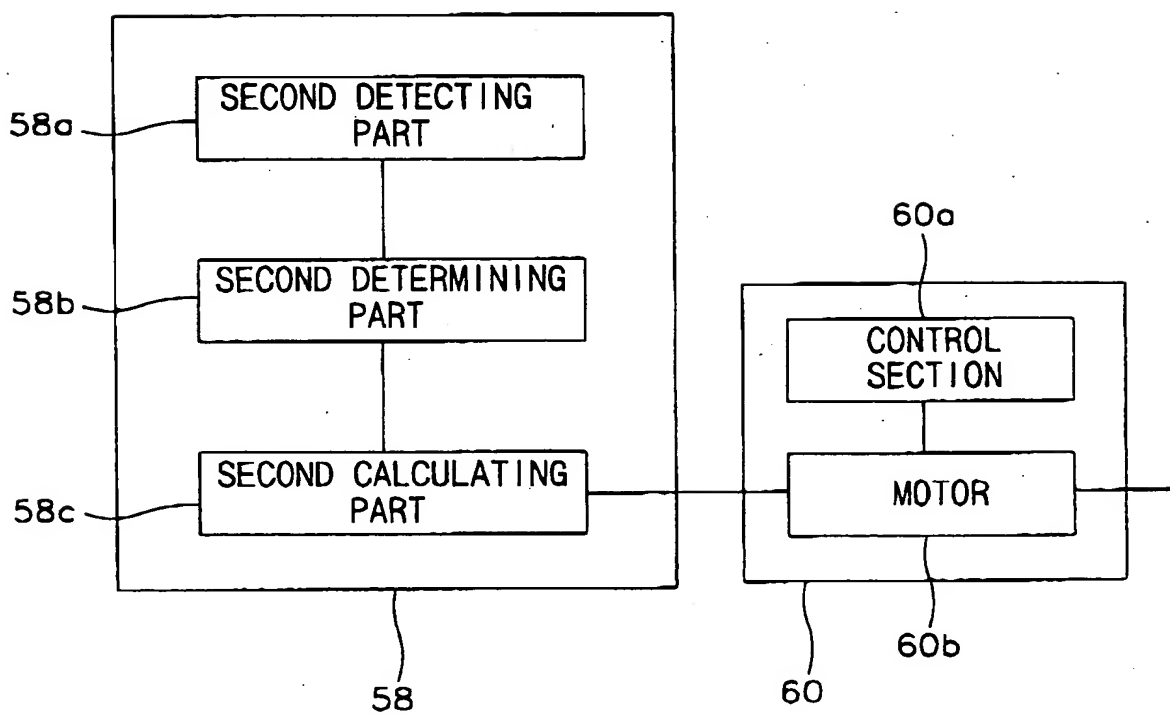 SECOND DETECTING
PART
58a
60a
SECOND DETERMINING
PART
58b
CONTROL
SECTION
SECOND CALCULATING
PART
58c
MOTOR
58
60
60b